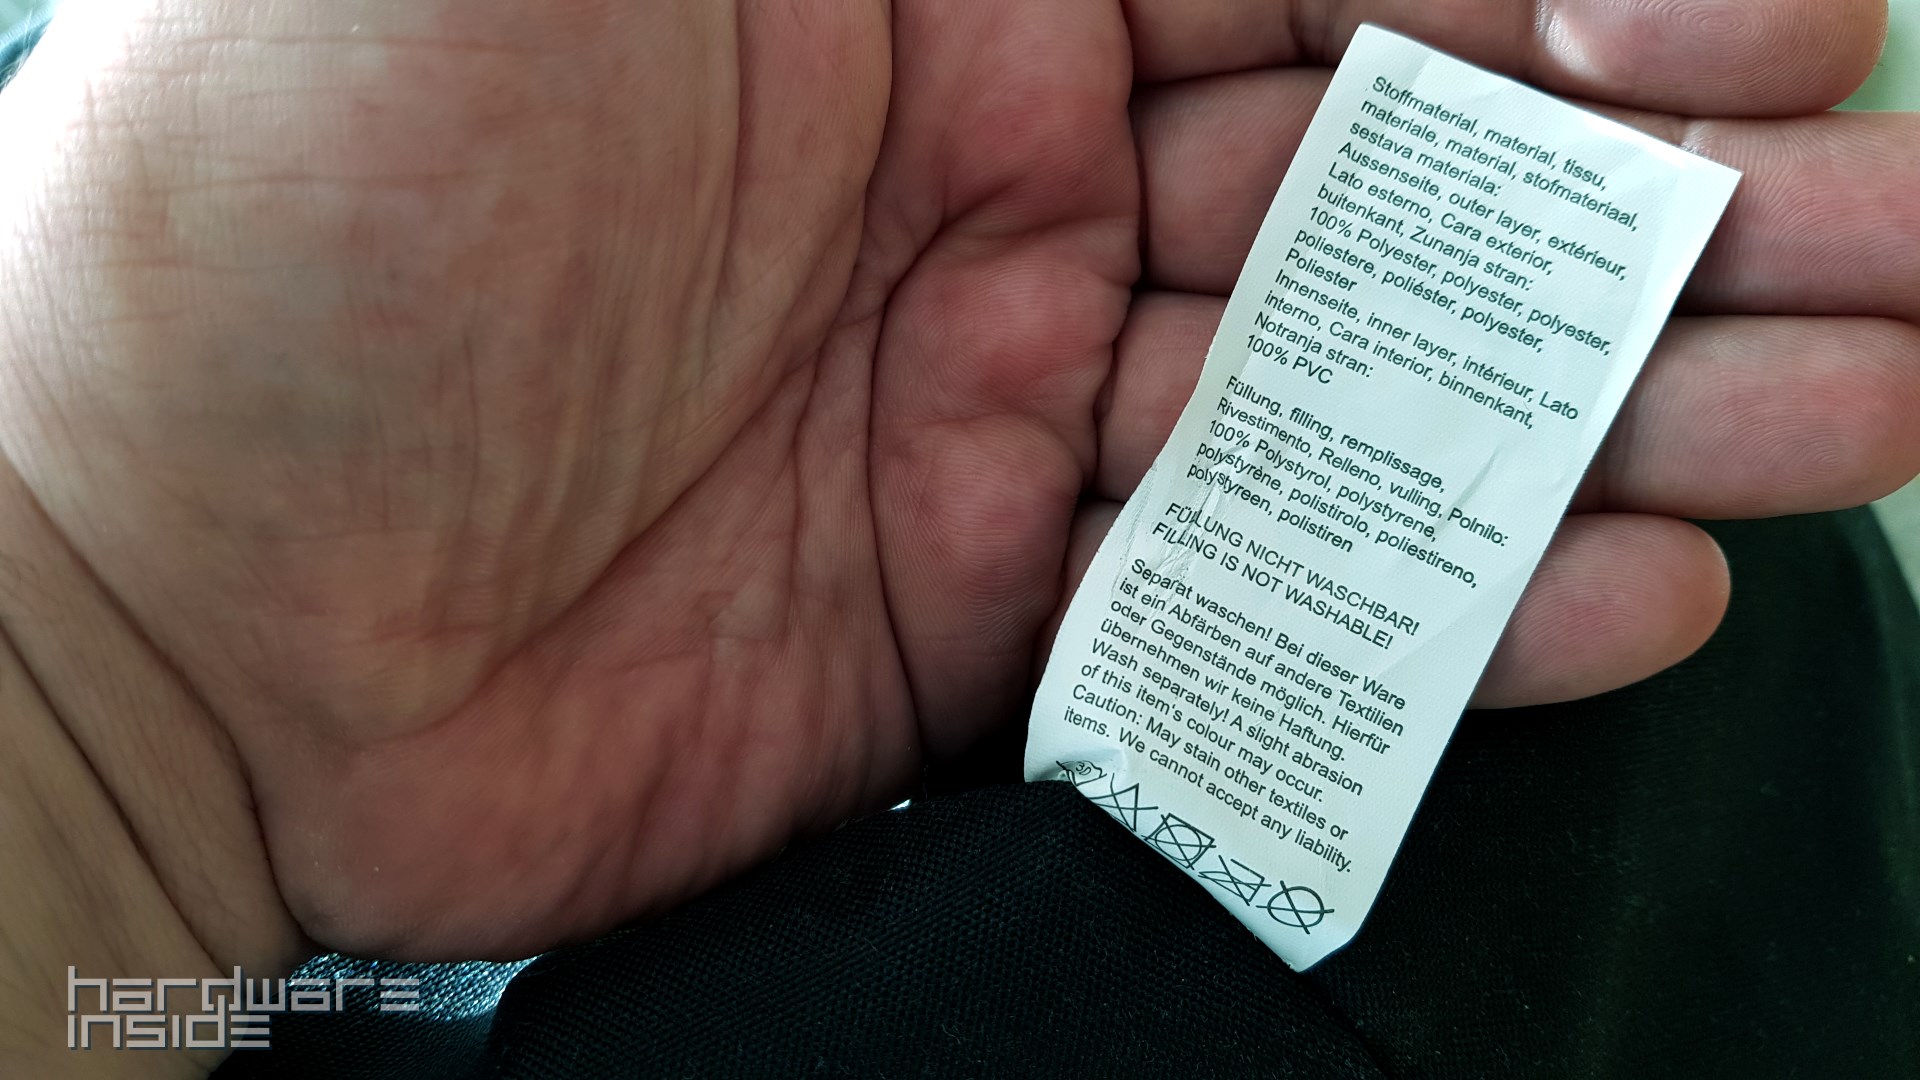 Stoffmaterial, material, tissu,
materiale, material, stofmateriaal,
sestava materiala:
Aussenseite, outer layer, extérieur,
Lato esterno, Cara exterior,
buitenkant, Zunanja stran:
100% Polyester, polyester, polyester,
poliestere, poliéster, polyester,
Poliester
Innenseite, inner layer, intérieur, Lato
interno, Cara interior, binnenkant,
Notranja stran:
100% PVC
Füllung, filling, remplissage,
Rivestimento, Relleno, vulling, Polnilo:
100% Polystyrol, polystyrene,
polystyrène, polistirolo, poliestireno,
polystyreen, polistiren
FÜLLUNG NICHT WASCHBAR!
FILLING IS NOT WASHABLE!
Separat waschen! Bei dieser Ware
ist ein Abfärben auf andere Textilien
oder Gegenstände möglich. Hierfür
übernehmen wir keine Haftung.
Wash separately! A slight abrasion
of this item's colour may occur.
Caution: May stain other textiles or
items. We cannot accept any liability.
30
hardware
inside